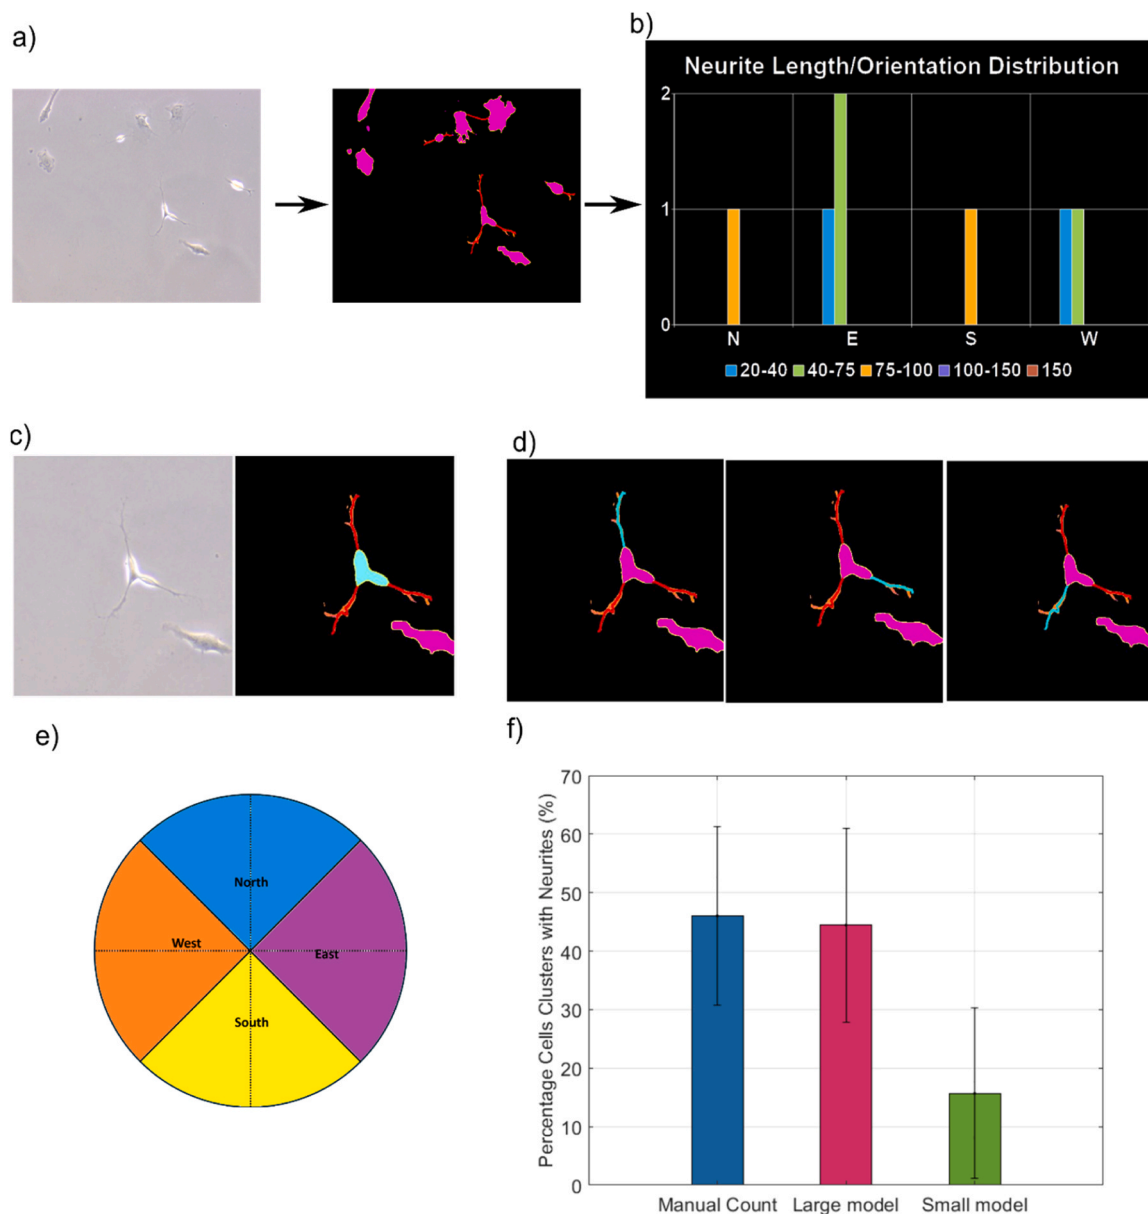 a)
b)
Neurite Length/Orientation Distribution
2
1
0
N E S W
20-40 40-75 75-100 100-150 150
c)
d)
e)
North
West
East
South
f)
Percentage Cells Clusters with Neurites (%)
70
60
50
40
30
20
10
0
Manual Count Large model Small model